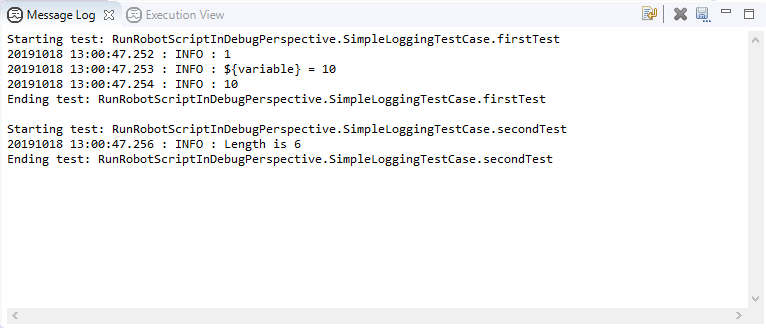 Message Log
Execution View
Starting test: RunRobotScriptInDebugPerspective.SimpleLoggingTestCase.firstTest
20191018 13:00:47.252 : INFO : 1
20191018 13:00:47.253 : INFO : ${variable} = 10
20191018 13:00:47.254 : INFO : 10
Ending test: RunRobotScriptInDebugPerspective.SimpleLoggingTestCase.firstTest
Starting test: RunRobotScriptInDebugPerspective.SimpleLoggingTestCase.secondTest
20191018 13:00:47.256 : INFO : Length is 6
Ending test: RunRobotScriptInDebugPerspective.SimpleLoggingTestCase.secondTest